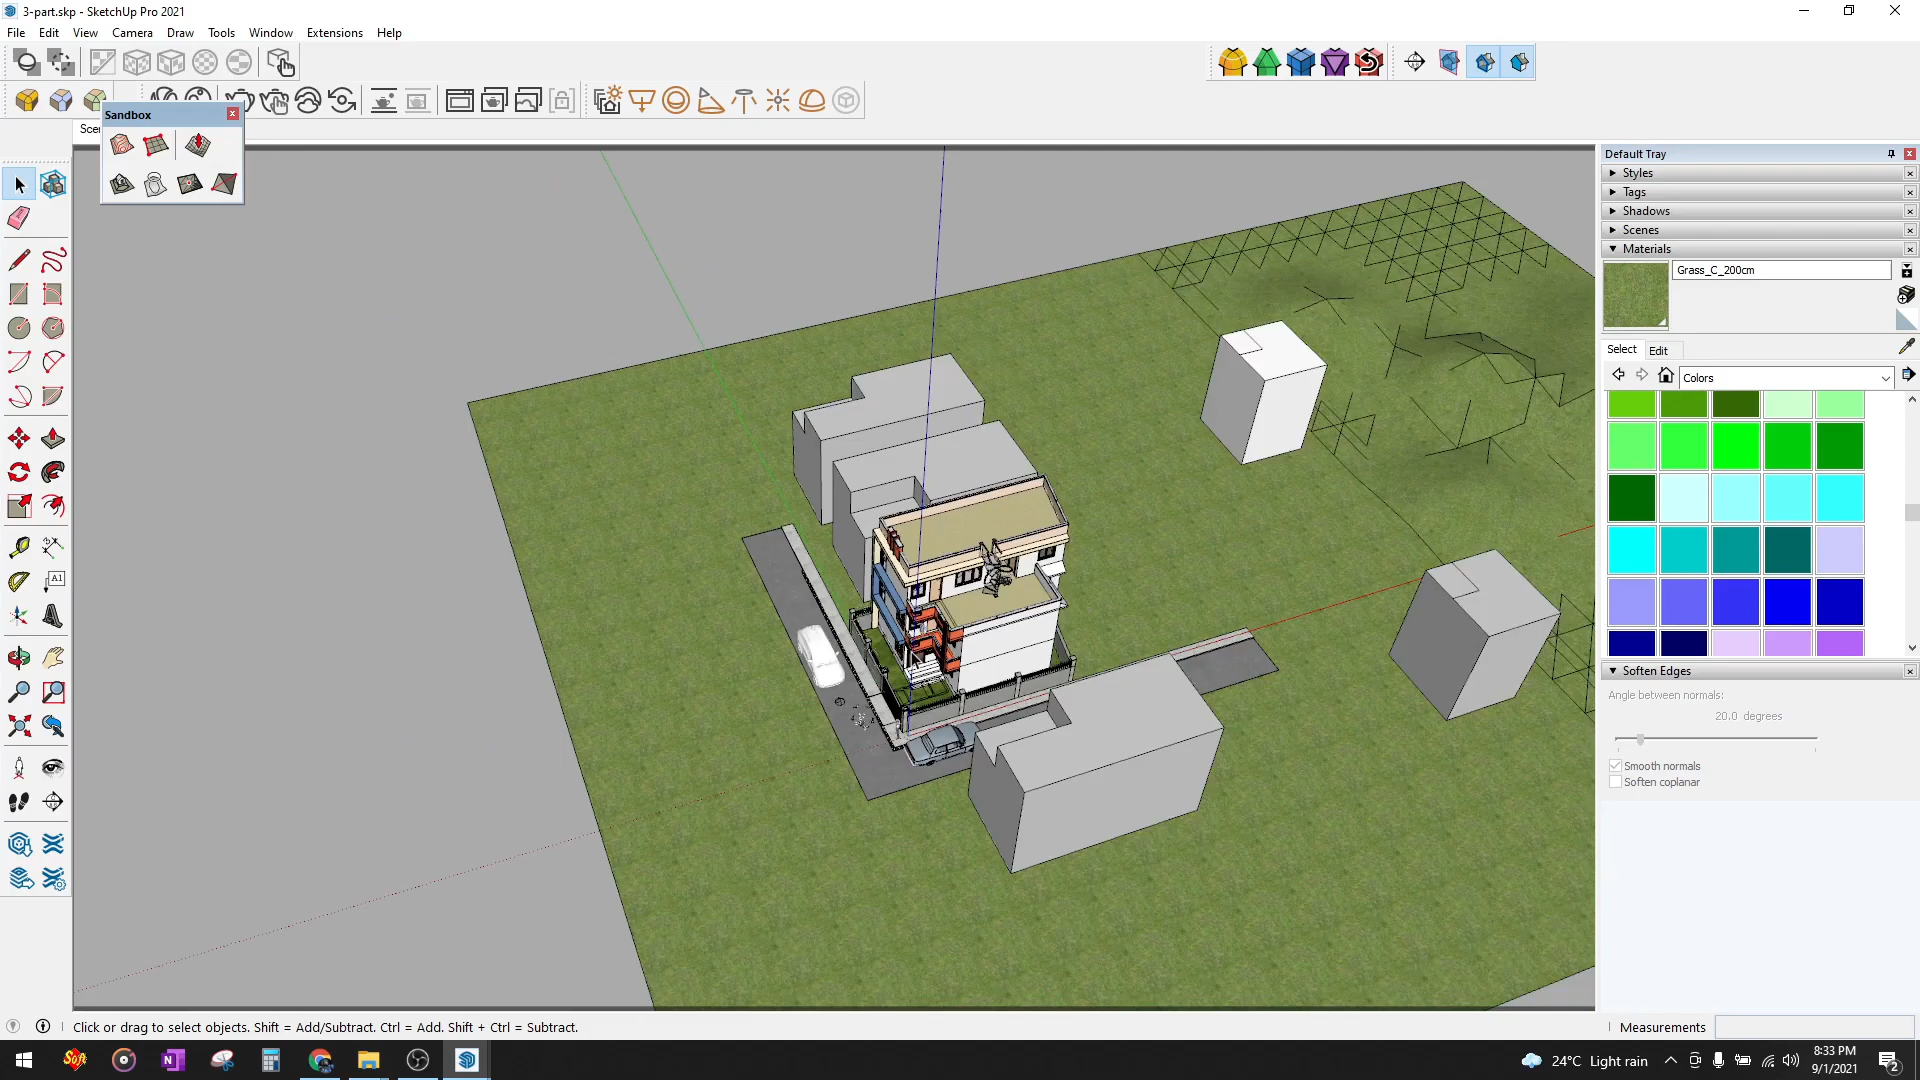 3-part.skp - SketchUp Pro 2021
File Edit View Camera Draw Tools Window Extensions Help
Sandbox
Default Tray
Styles
Tags
Shadows
Scenes
Materials
Grass_C_200cm
Select Edit
Colors
Soften Edges
Angle between normals:
20.0 degrees
Smooth normals
Soften coplanar
A1
Click or drag to select objects. Shift = Add/Subtract. Ctrl = Add. Shift + Ctrl = Subtract.
Measurements
24°C Light rain
8:33 PM
9/1/2021
2